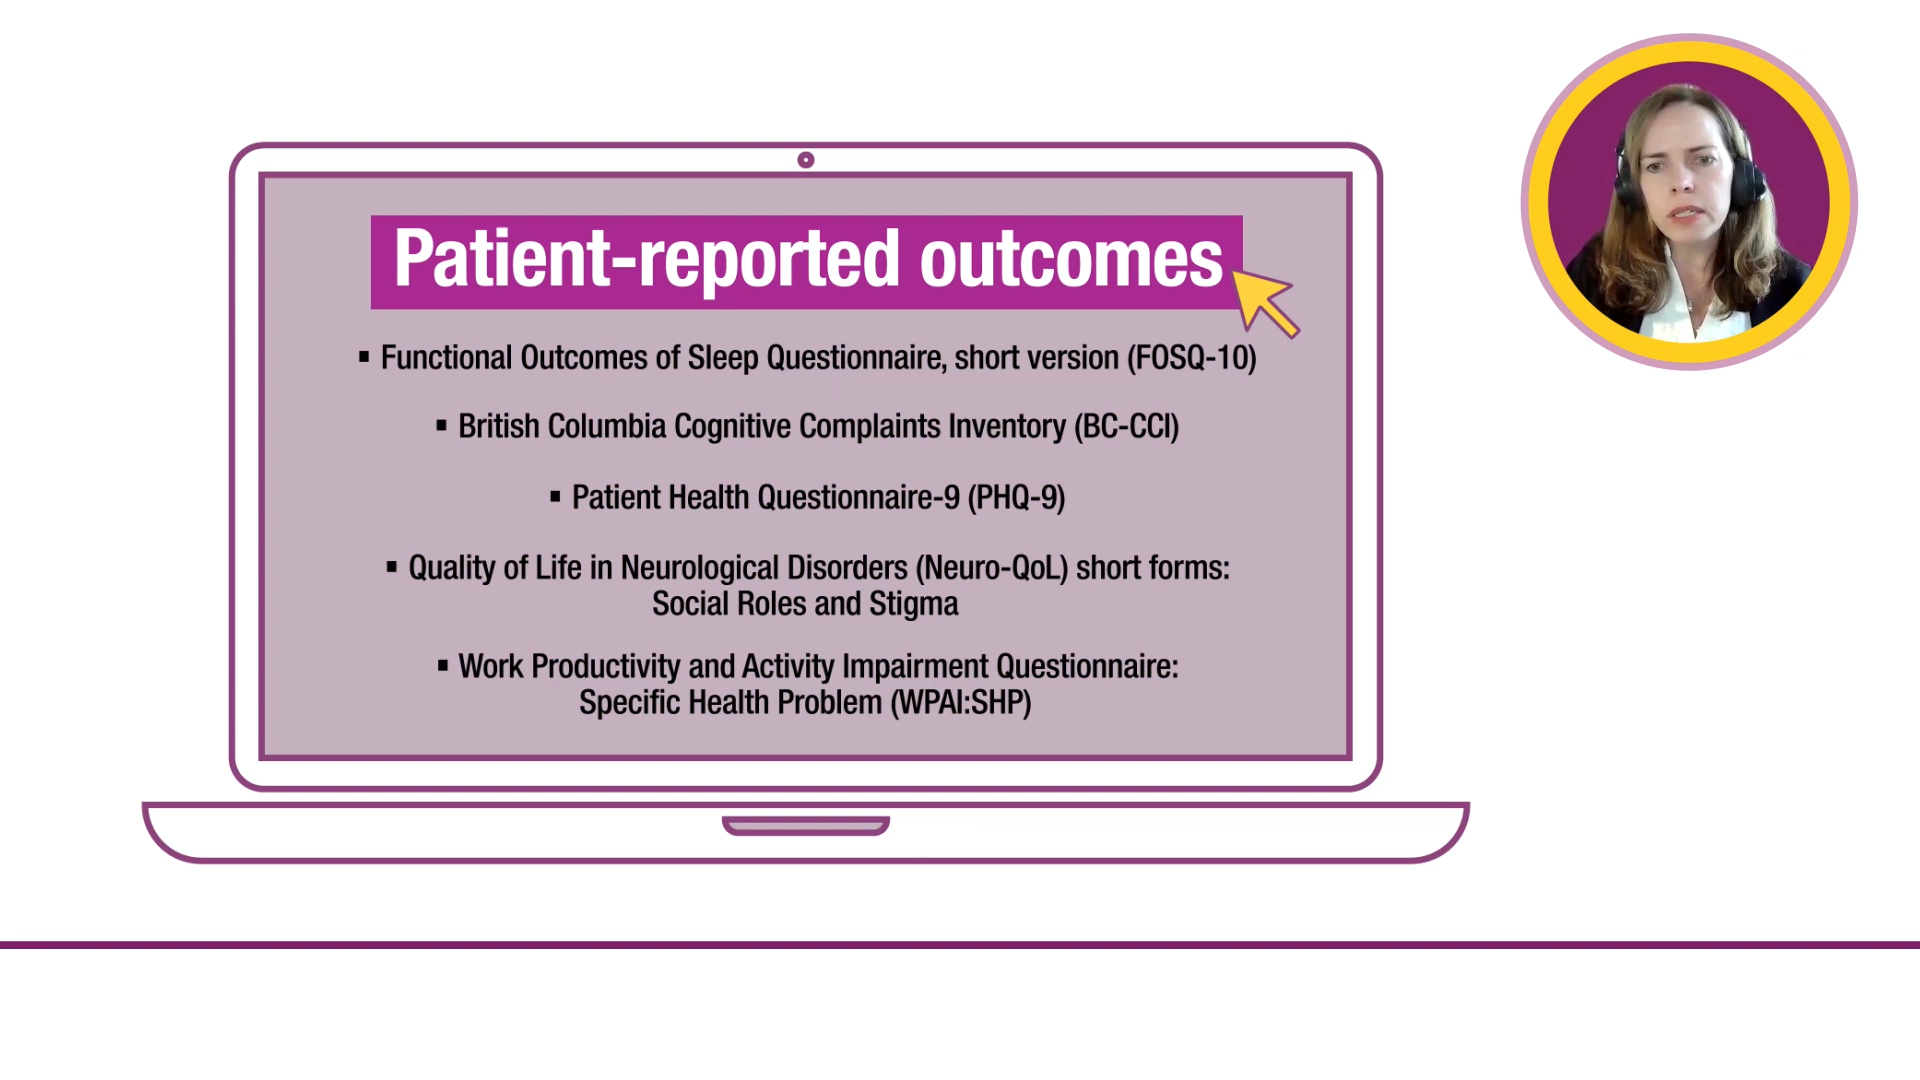 Patient-reported outcomes
▪ Functional Outcomes of Sleep Questionnaire, short version (FOSQ-10)
▪ British Columbia Cognitive Complaints Inventory (BC-CCI)
▪ Patient Health Questionnaire-9 (PHQ-9)
▪ Quality of Life in Neurological Disorders (Neuro-QoL) short forms:
Social Roles and Stigma
▪ Work Productivity and Activity Impairment Questionnaire:
Specific Health Problem (WPAI:SHP)